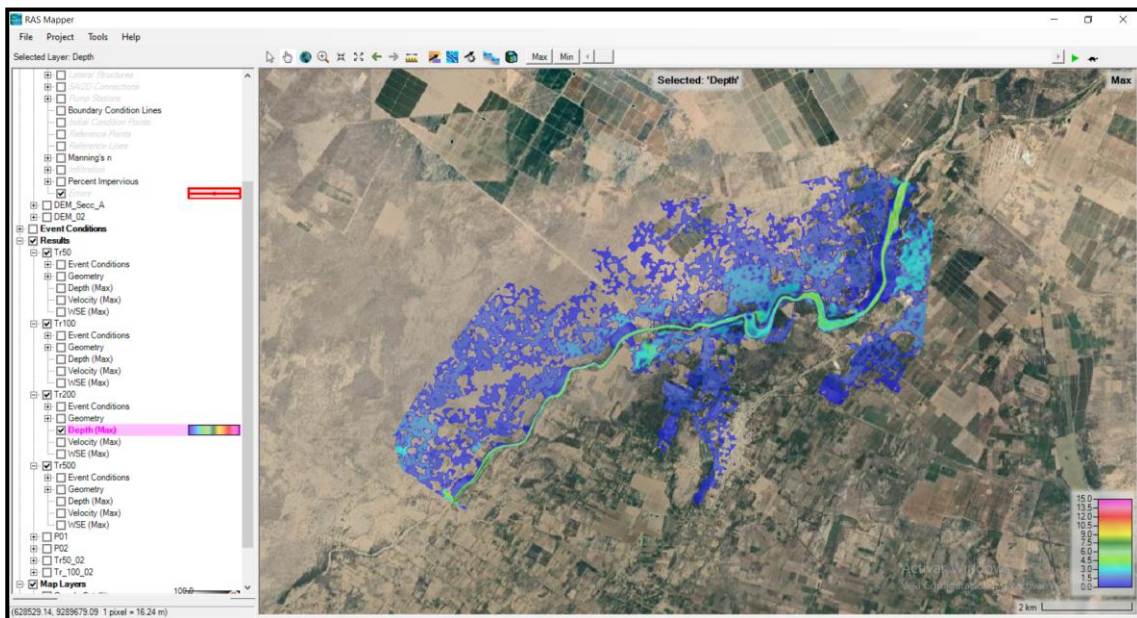 RAS Mapper
File Project Tools Help
Selected Layer: Depth
Max Min
Lateral Structures
SA/2D Connections
Pump Stations
Boundary Condition Lines
Initial Condition Points
Reference Points
Reference Lines
Manning's n
Infiltration
Percent Impervious
Errors
DEM_Secc_A
DEM_02
Event Conditions
Results
Tr50
Event Conditions
Geometry
Depth (Max)
Velocity (Max)
WSE (Max)
Tr100
Event Conditions
Geometry
Depth (Max)
Velocity (Max)
WSE (Max)
Tr200
Event Conditions
Geometry
Depth (Max)
Velocity (Max)
WSE (Max)
Tr500
Event Conditions
Geometry
Depth (Max)
Velocity (Max)
WSE (Max)
P01
P02
Tr50_02
Tr_100_02
Map Layers
100.0
(628529.14, 9289679.09 1 pixel = 16.24 m)
Selected: 'Depth'
Max
15.0
13.5
12.0
10.5
9.0
7.5
6.0
4.5
3.0
1.5
0.0
Activar Windows
2 km